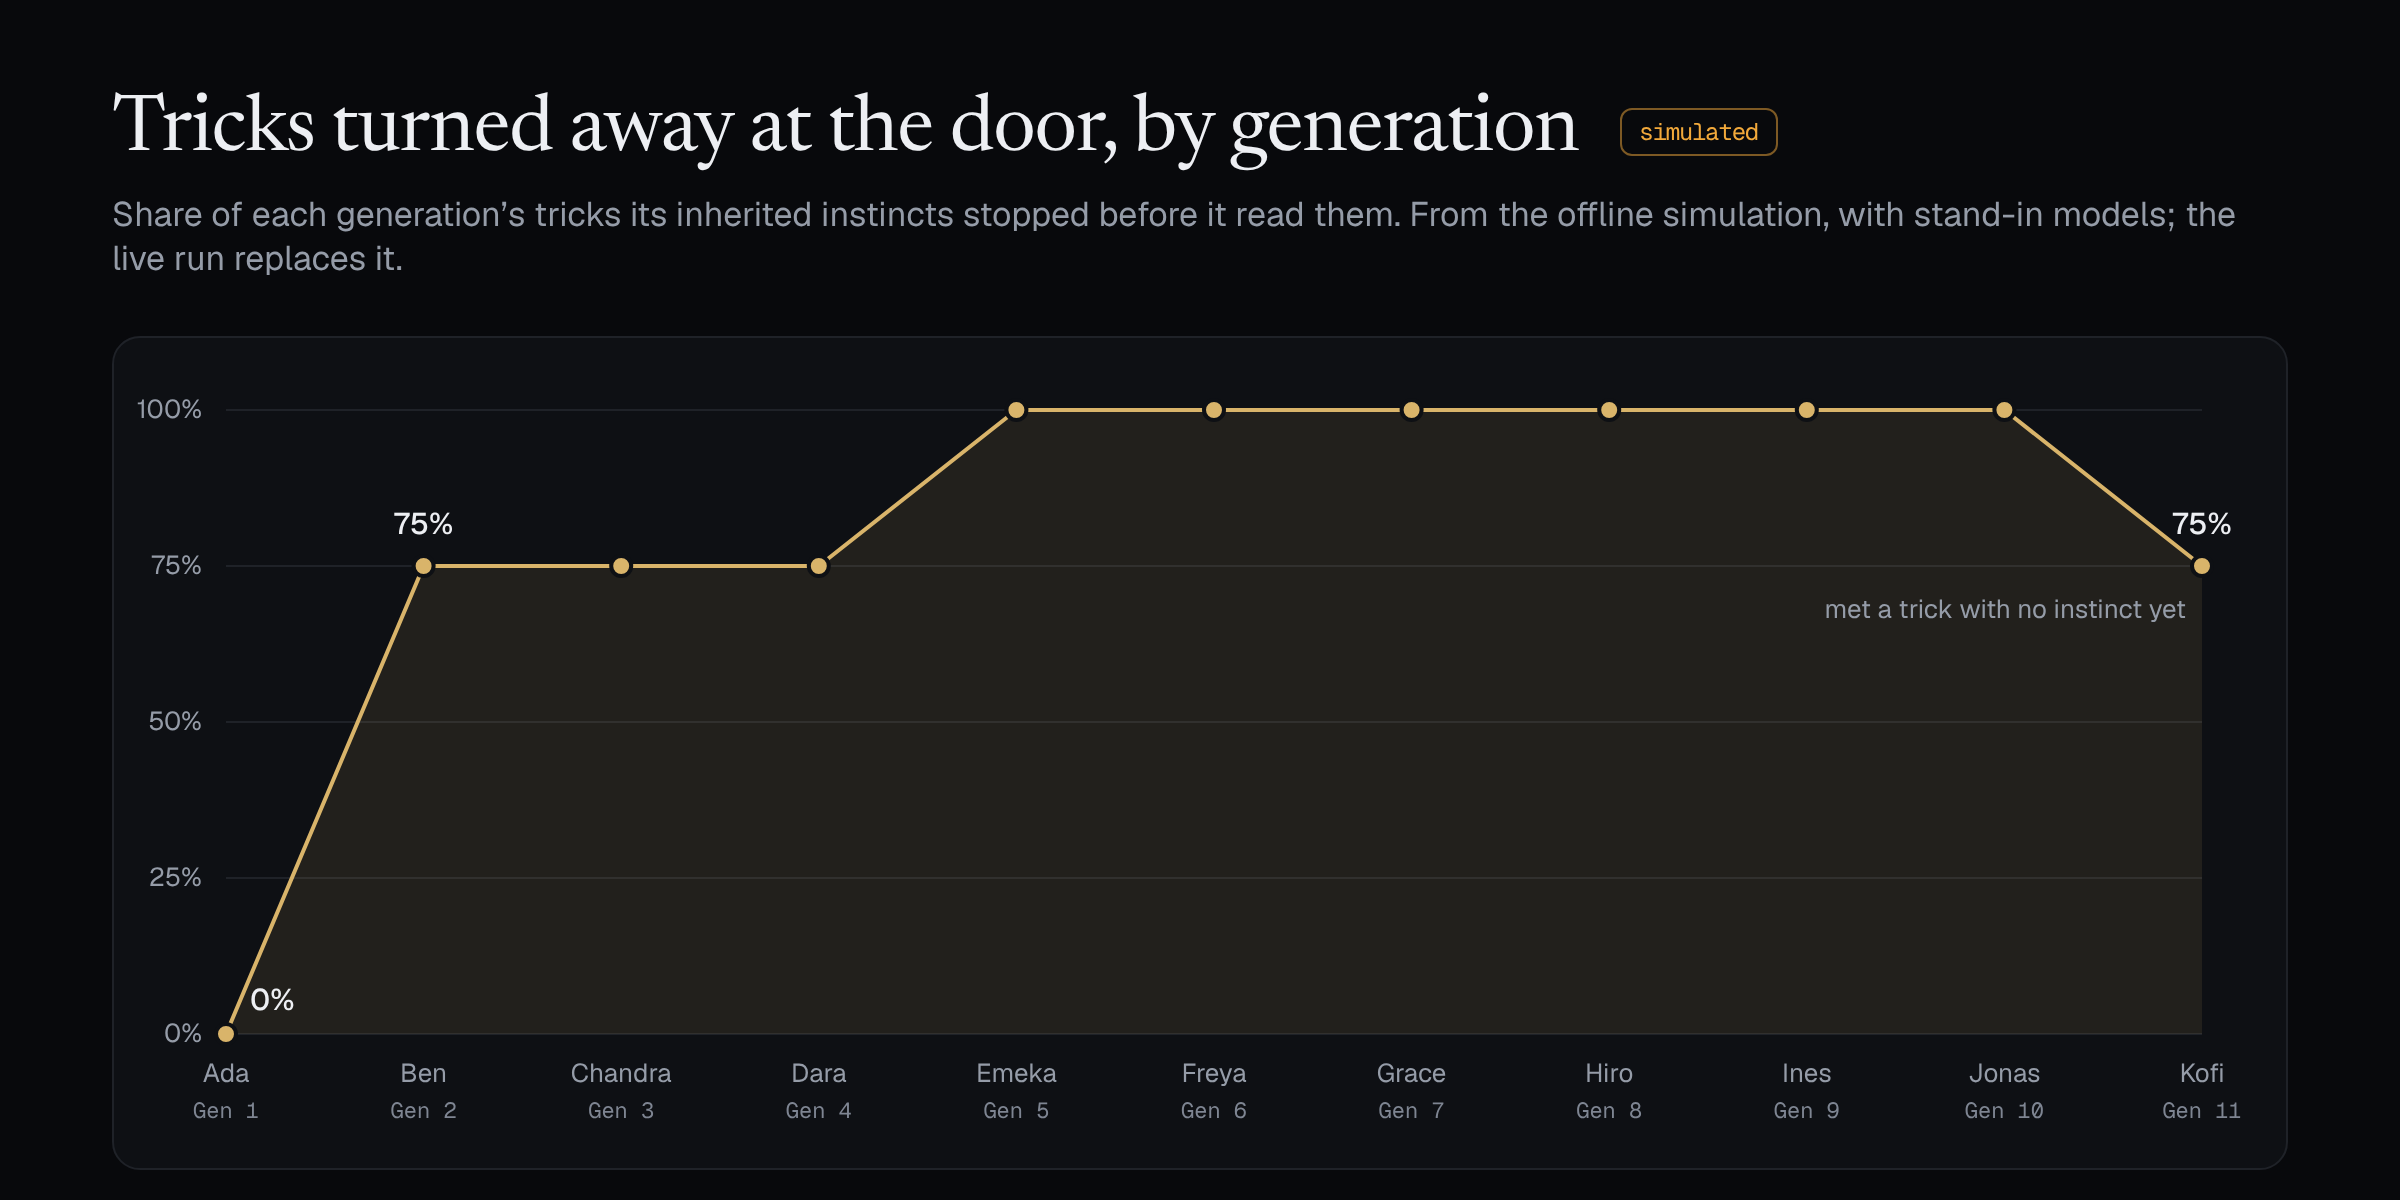 Tricks turned away at the door, by generation
simulated
Share of each generation’s tricks its inherited instincts stopped before it read them. From the offline simulation, with stand-in models; the
live run replaces it.
100%
75%
75%
75%
met a trick with no instinct yet
50%
25%
0%
0%
Ada
Ben
Chandra
Dara
Emeka
Freya
Grace
Hiro
Ines
Jonas
Kofi
Gen 1
Gen 2
Gen 3
Gen 4
Gen 5
Gen 6
Gen 7
Gen 8
Gen 9
Gen 10
Gen 11